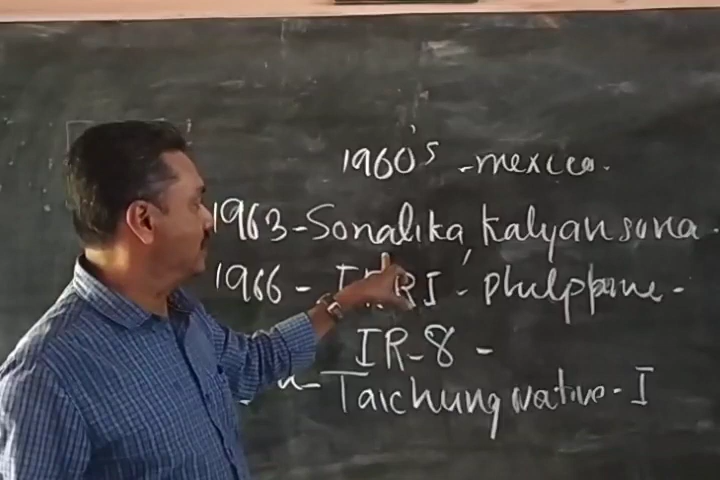 1960's - mexico.
1963 - Sonalika, Kalyan sona.
1966 - IRRI - Philppine -
IR-8 -
Taichung native - I